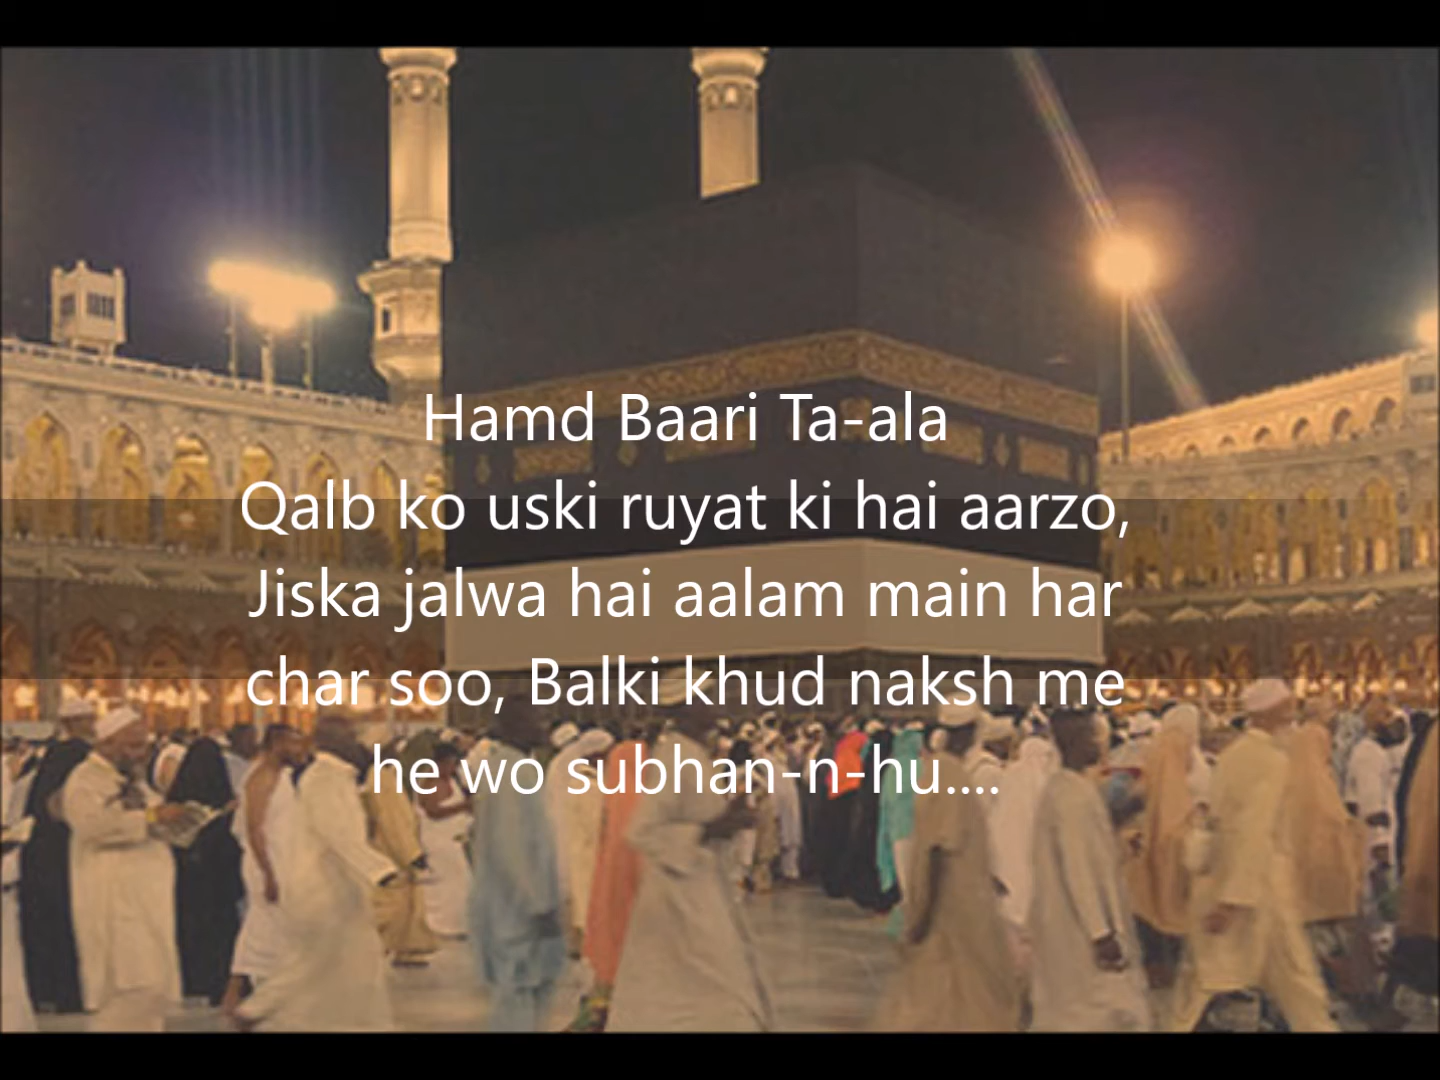 Hamd Baari Ta-ala
Qalb ko uski ruyat ki hai aarzo,
Jiska jalwa hai aalam main har
char soo, Balki khud naksh me
he wo subhan-n-hu....